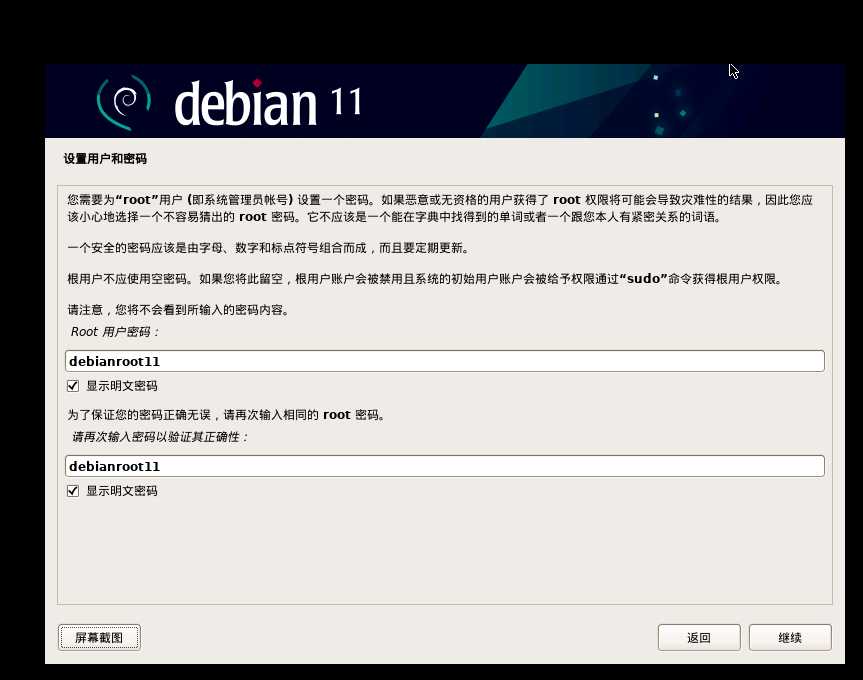 debian 11
设置用户和密码
您需要为“root”用户 (即系统管理员帐号) 设置一个密码。如果恶意或无资格的用户获得了 root 权限将可能会导致灾难性的结果，因此您应
该小心地选择一个不容易猜出的 root 密码。它不应该是一个能在字典中找得到的单词或者一个跟您本人有紧密关系的词语。
一个安全的密码应该是由字母、数字和标点符号组合而成，而且要定期更新。
根用户不应使用空密码。如果您将此留空，根用户账户会被禁用且系统的初始用户账户会被给予权限通过“sudo”命令获得根用户权限。
请注意，您将不会看到所输入的密码内容。
Root 用户密码：
debianroot11
显示明文密码
为了保证您的密码正确无误，请再次输入相同的 root 密码。
请再次输入密码以验证其正确性：
debianroot11
显示明文密码
屏幕截图
返回
继续